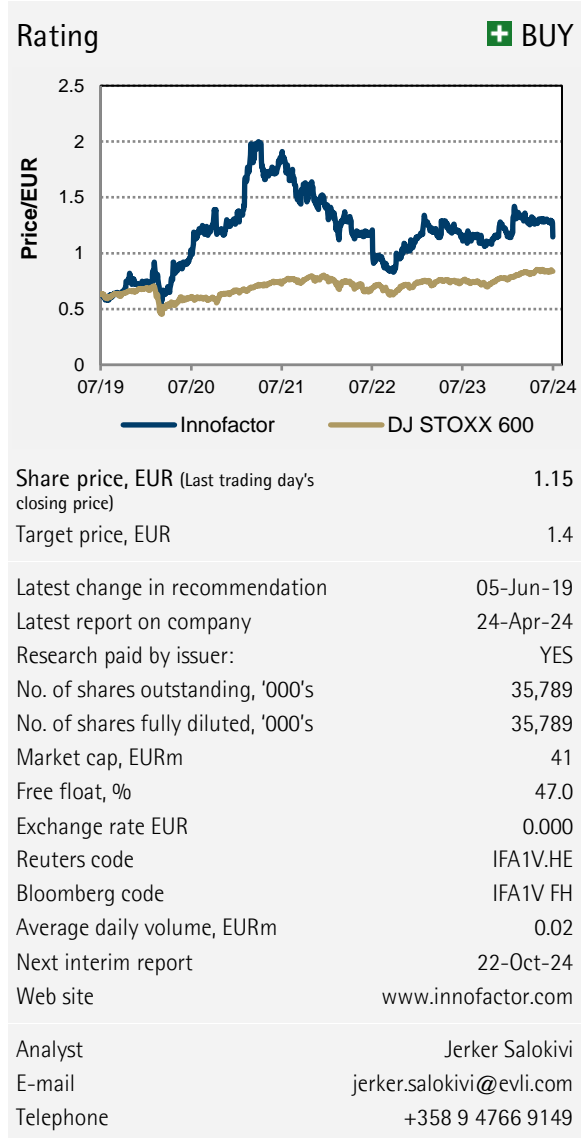 Rating
BUY
Price/EUR
2.5
2
1.5
1
0.5
0
07/19 07/20 07/21 07/22 07/23 07/24
Innofactor DJ STOXX 600
Share price, EUR (Last trading day's 1.15
closing price)
Target price, EUR 1.4
Latest change in recommendation 05-Jun-19
Latest report on company 24-Apr-24
Research paid by issuer: YES
No. of shares outstanding, '000's 35,789
No. of shares fully diluted, '000's 35,789
Market cap, EURm 41
Free float, % 47.0
Exchange rate EUR 0.000
Reuters code IFA1V.HE
Bloomberg code IFA1V FH
Average daily volume, EURm 0.02
Next interim report 22-Oct-24
Web site www.innofactor.com
Analyst Jerker Salokivi
E-mail jerker.salokivi@evli.com
Telephone +358 9 4766 9149